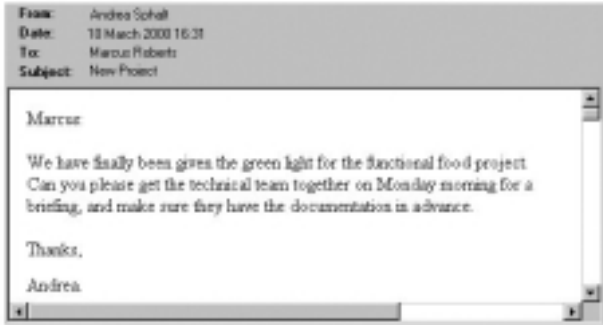 From: Andrea Sphalt
Date: 10 March 2000 16:31
To: Marcus Roberts
Subject: New Project
Marcus
We have finally been given the green light for the functional food project
Can you please get the technical team together on Monday morning for a
briefing, and make sure they have the documentation in advance.
Thanks,
Andrea